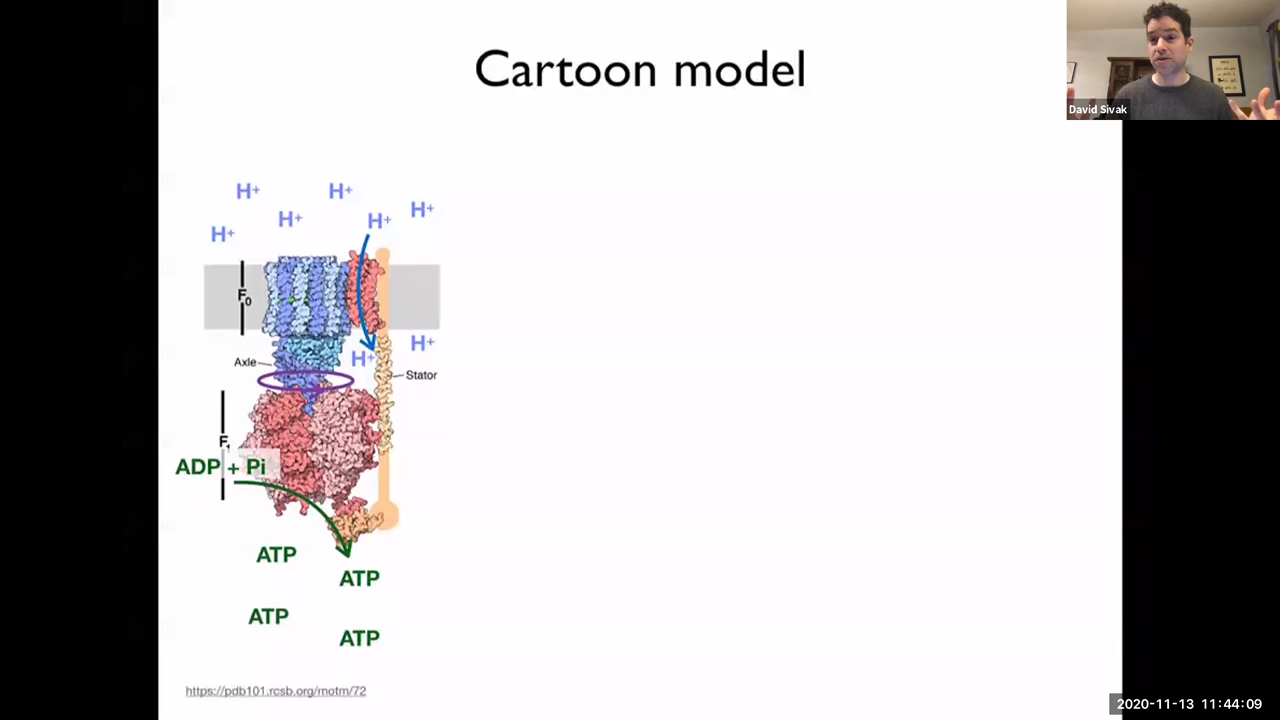 Cartoon model
David Sivak
H+
H+
H+
H+
H+
H+
F0
H+
H+
Axle
Stator
F1
ADP + Pi
ATP
ATP
ATP
ATP
https://pdb101.rcsb.org/motm/72
2020-11-13 11:44:09